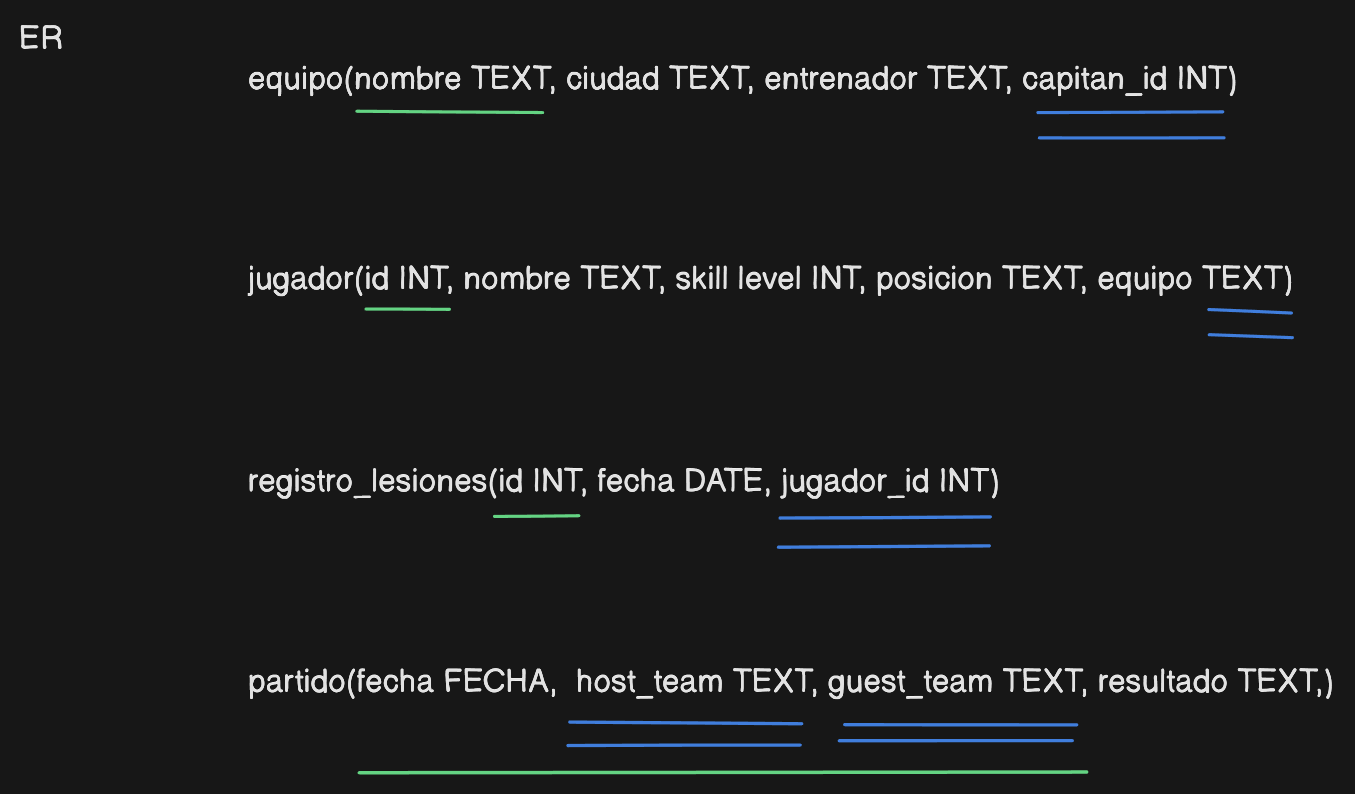 ER
equipo(nombre TEXT, ciudad TEXT, entrenador TEXT, capitan_id INT)
jugador(id INT, nombre TEXT, skill level INT, posicion TEXT, equipo TEXT)
registro_lesiones(id INT, fecha DATE, jugador_id INT)
partido(fecha FECHA, host_team TEXT, guest_team TEXT, resultado TEXT,)